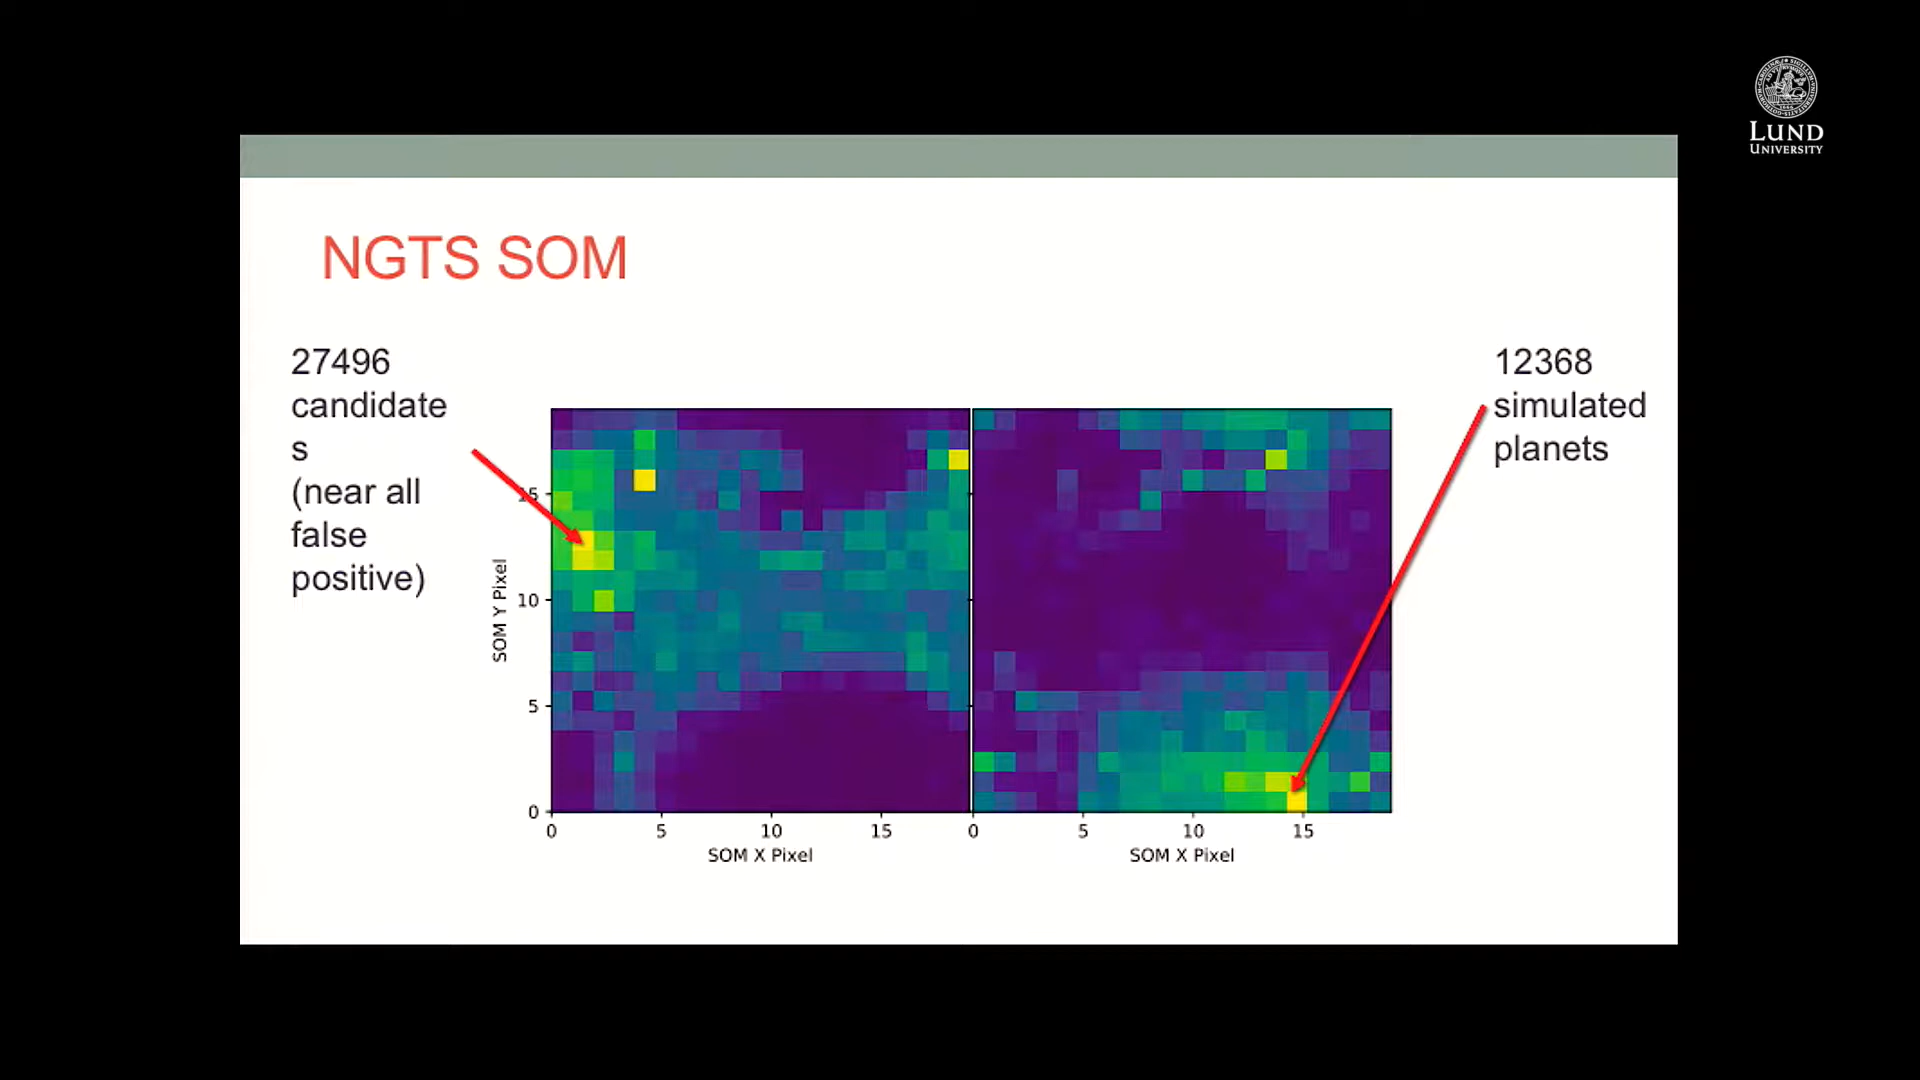 LUND
UNIVERSITY
NGTS SOM
27496
candidate
s
(near all
false
positive)
12368
simulated
planets
SOM Y Pixel
15
10
5
0
0 5 10 15
SOM X Pixel
0 5 10 15
SOM X Pixel